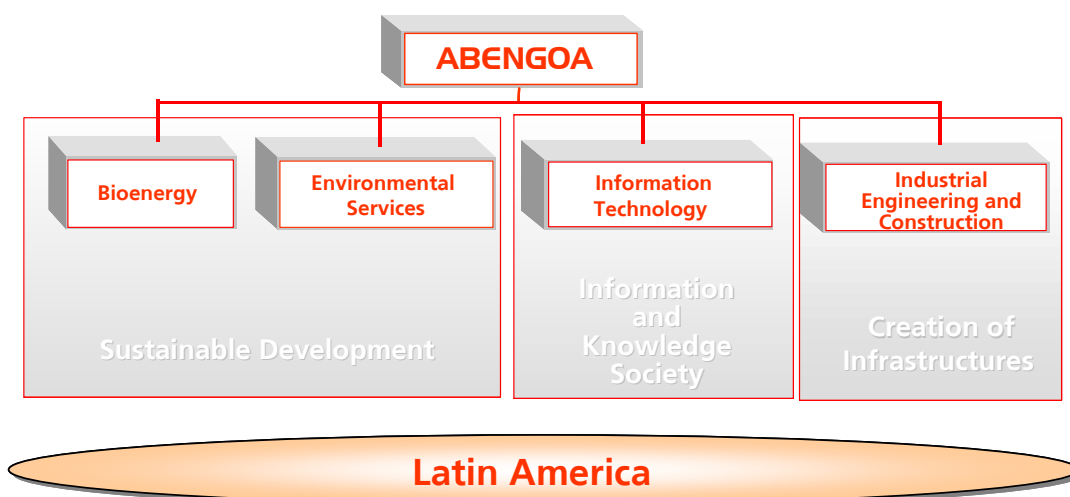 ABENGOA
Bioenergy
Environmental
Services
Information
Technology
Industrial
Engineering and
Construction
Sustainable Development
Information
and
Knowledge
Society
Creation of
Infrastructures
Latin America